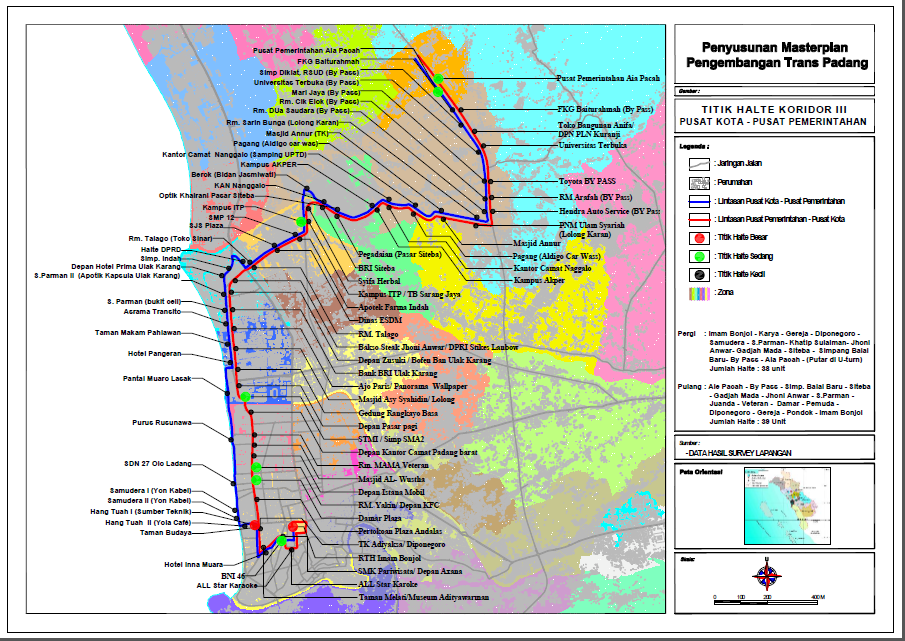 Pusat Pemerintahan Aia Pacah
FKG Baiturahmah
Simp Diklat, RSUD (By Pass)
Universitas Terbuka (By Pass)
Mari Jaya (By Pass)
Rm. Cik Elok (By Pass)
Rm. DUa Saudara (By Pass)
Rm. Sarin Bunga (Lolong Karan)
Masjid Annur (TK)
Pagang (Aldigo car was)
Kantor Camat Nanggalo (Samping UPTD)
Kampus AKPER
Berok (Bidan Jasmiwati)
KAN Nanggalo
Optik Khairani Pasar Siteba
Kampus ITP
SMP 12
SJS Plaza
Rm. Talago (Toko Sinar)
Halte DPRD
Simp. Indah
Depan Hotel Prima Ulak Karang
S.Parman II (Apotik Kapsula Ulak Karang)
S. Parman (bukit oeli)
Asrama Transito
Taman Makam Pahlawan
Hotel Pangeran
Pantai Muaro Lasak
Purus Rusunawa
SDN 27 Olo Ladang
Samudera I (Yon Kabel)
Samudera II (Yon Kabel)
Hang Tuah I (Sumber Teknik)
Hang Tuah II (Yola Café)
Taman Budaya
Hotel Inna Muara
BNI 46
ALL Star Karaoke
Pusat Pemerintahan Aia Pacah
FKG Baiturahmah (By Pass)
Toko Bangunan Anifa/
DPN PLN Kuranji
Universitas Terbuka
Toyota BY PASS
RM Arafah (BY Pass)
Hendra Auto Service (BY Pass
PNM Ulam Syariah
(Lolong Karan)
Masjid Annur
Pagang (Aldigo Car Wass)
Kantor Camat Naggalo
Kampus Akper
Pegadaian (Pasar Siteba)
BRI Siteba
Syifa Herbal
Kampus ITP / TB Sarang Jaya
Apotek Farma Indah
Dinas ESDM
RM. Talago
Bakso Steak Jhoni Anwar/ DPRI Stikes Lanbow
Depan Zuzuki / Bofen Ban Ulak Karang
Bank BRI Ulak Karang
Ajo Paris/ Panorama Wallpaper
Masjid Asy Syahidin/ Lolong
Gedung Rangkayo Basa
Depan Pasar pagi
STMI / Simp SMA2
Depan Kantor Camat Padang barat
Rm. MAMA Veteran
Masjid AL- Wustha
Depan Istana Mobil
RM. Yakin/ Depan KFC
Damar Plaza
Pertokoan Plaza Andalas
TK Adiyaksa/ Diponegoro
RTH Imam Bonjol
SMK Pariwisata/ Depan Axana
ALL Star Karoke
Taman Melati/Museum Adityawarman
Penyusunan Masterplan
Pengembangan Trans Padang
Gambar :
TITIK HALTE KORIDOR III
PUSAT KOTA - PUSAT PEMERINTAHAN
Legenda ;
: Jaringan Jalan
: Perumahan
: Lintasan Pusat Kota - Pusat Pemerintahan
: Lintasan Pusat Pemerintahan - Pusat Kota
: Titik Halte Besar
: Titik Halte Sedang
: Titik Halte Kecil
: Zona
Pergi : Imam Bonjol - Karya - Gereja - Diponegoro -
Samudera - S.Parman- Khatip Sulaiman- Jhoni
Anwar- Gadjah Mada - Siteba - Simpang Balai
Baru- By Pass - Aia Pacah - (Putar di U-turn)
Jumlah Halte : 38 unit
Pulang : Aie Pacah - By Pass - Simp. Balai Baru - Siteba
- Gadjah Mada - Jhoni Anwar - S.Parman -
Juanda - Veteran - Damar - Pemuda -
Diponegoro - Gereja - Pondok - Imam Bonjol
Jumlah Halte : 39 Unit
Sumber :
-DATA HASIL SURVEY LAPANGAN
Peta Orientasi
Skala:
U
0 100 200 400 M